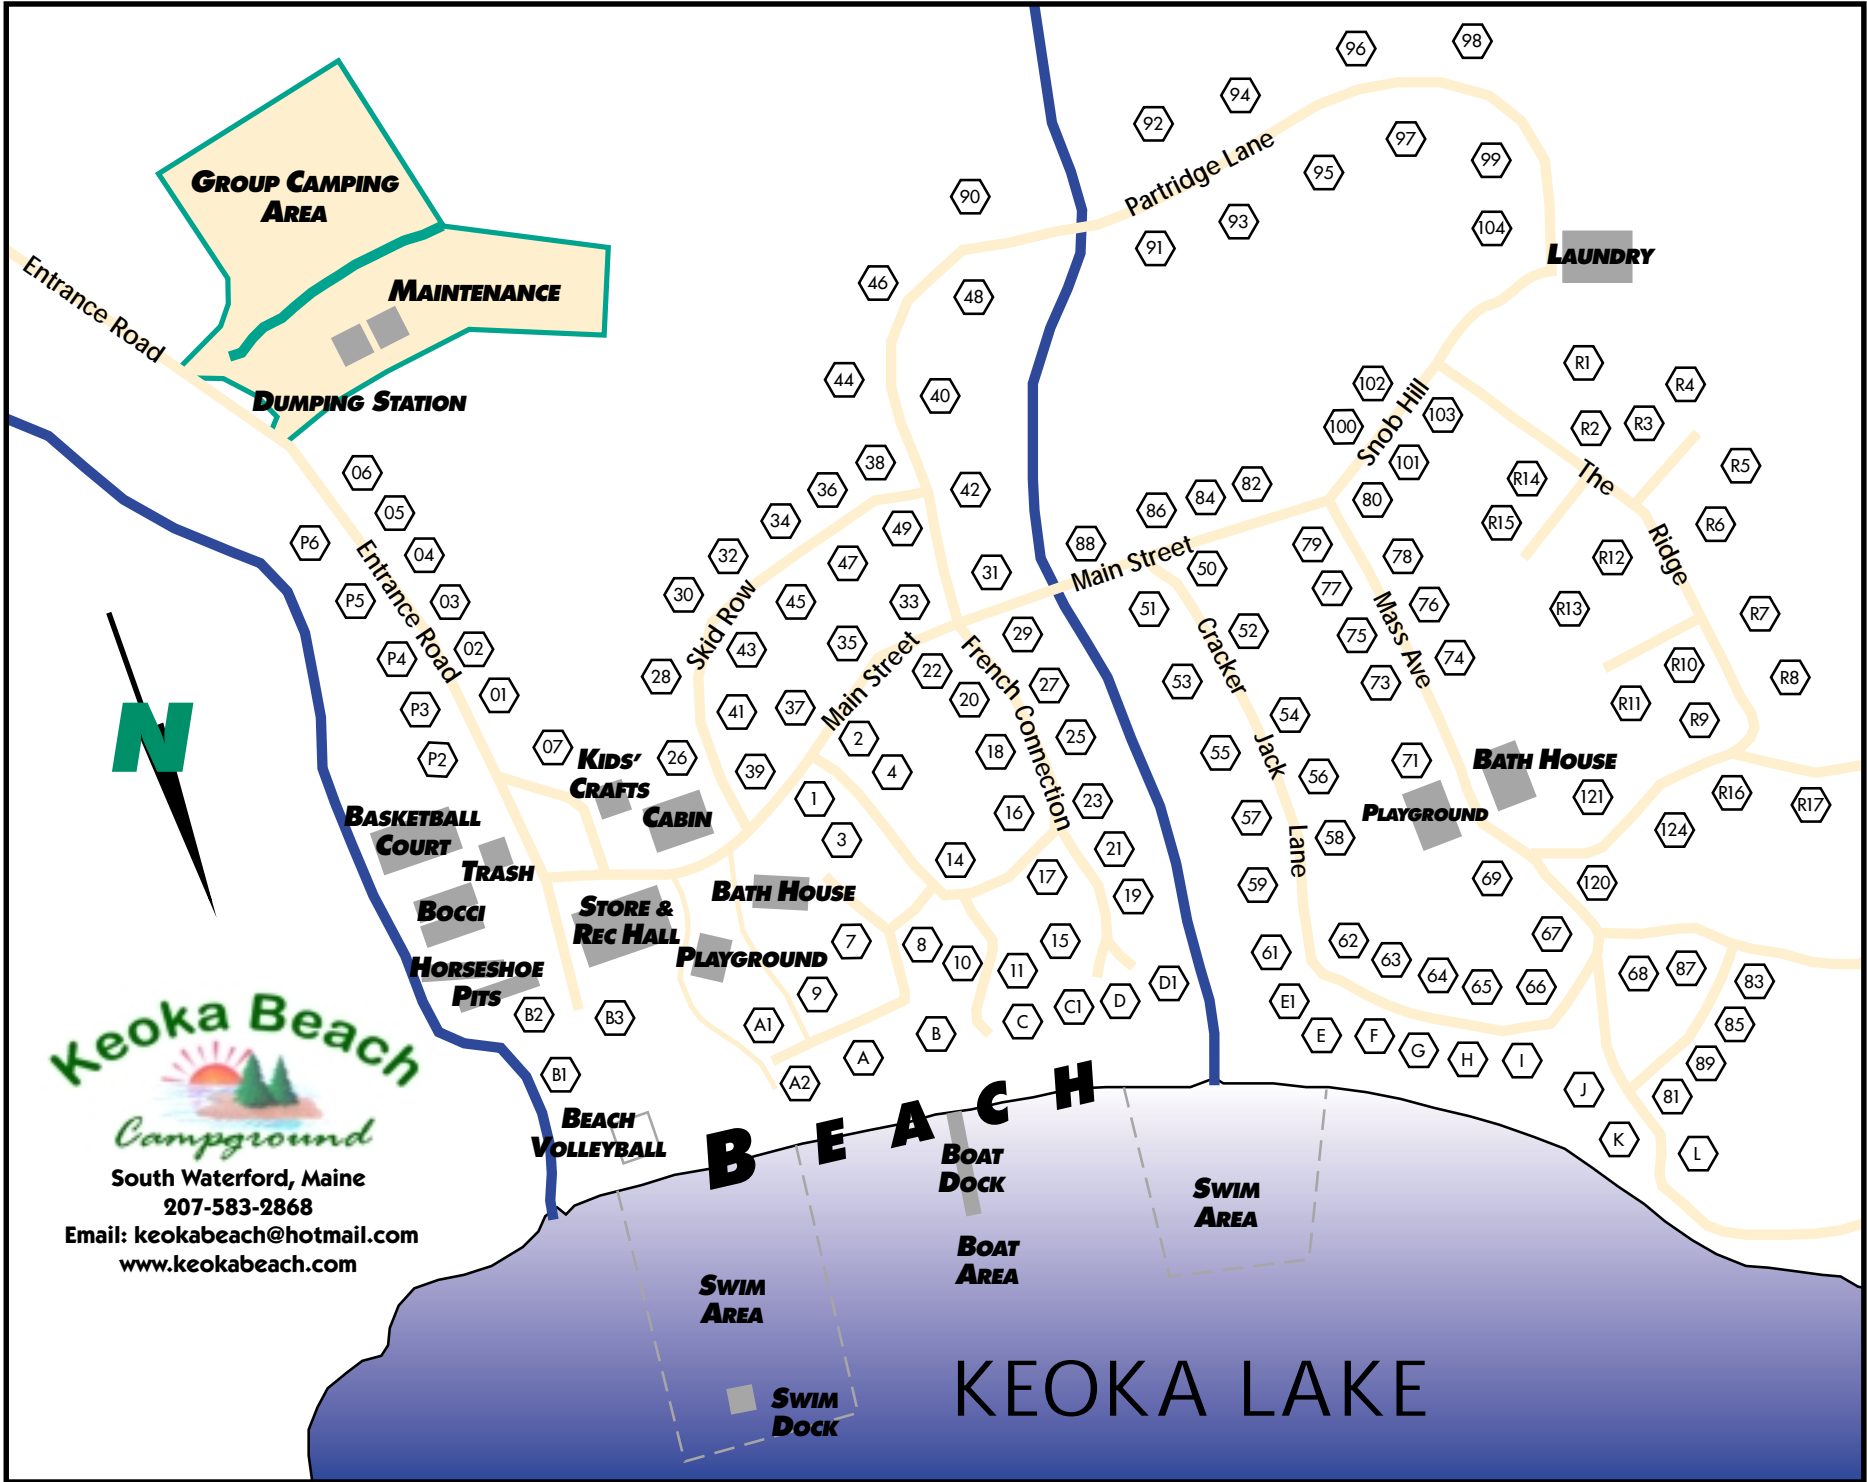 96
98
94
92
97
99
Partridge Lane
95
GROUP CAMPING
AREA
90
93
104
91
LAUNDRY
Entrance Road
46
48
MAINTENANCE
R1
44
102
R4
40
DUMPING STATION
103
100
Snob Hill
R2
R3
38
101
R5
06
The
R14
36
42
84
82
80
05
86
34
R15
R6
49
P6
88
79
04
32
78
R12
Ridge
47
31
Main Street
50
Entrance Road
77
30
P5
03
45
33
51
Mass Ave
76
R13
R7
Skid Row
52
29
75
02
43
35
Cracker
P4
22
French Connection
74
R10
28
27
53
73
R8
01
20
P3
41
37
Main Street
54
R11
R9
2
25
07
18
Jack
55
P2
KIDS'
CRAFTS
26
39
4
56
71
BATH HOUSE
N
1
23
121
R16
R17
BASKETBALL
COURT
CABIN
16
57
PLAYGROUND
3
58
124
21
Lane
14
TRASH
17
69
120
BATH HOUSE
59
19
BOCCI
STORE &
REC HALL
7
8
15
67
62
61
PLAYGROUND
10
11
63
HORSESHOE
PITS
64
68
87
9
D1
65
66
83
C1
D
E1
B2
B3
A1
C
85
B
E
F
G
H
I
A
89
B1
A2
J
81
BEACH
K
L
BEACH
VOLLEYBALL
BOAT
DOCK
SWIM
AREA
BOAT
AREA
SWIM
AREA
SWIM
DOCK
KEOKA LAKE
Keoka Beach
Campground
South Waterford, Maine
207-583-2868
Email: keokabeach@hotmail.com
www.keokabeach.com